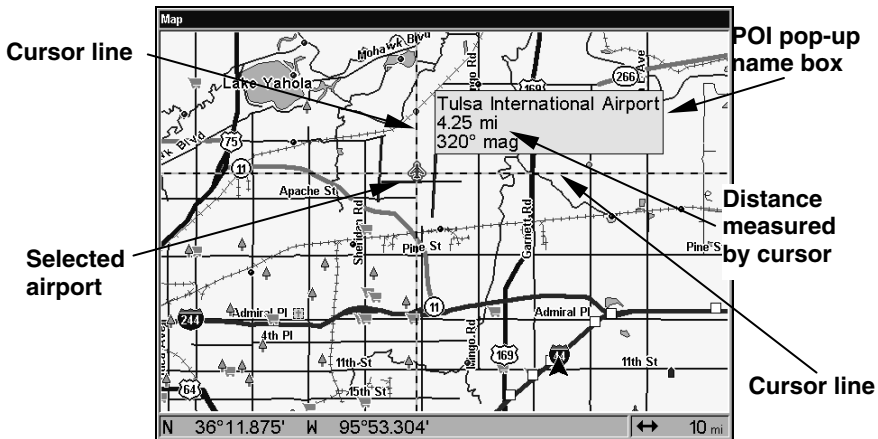 Map
Cursor line
POI pop-up
name box
Mohawk Blvd
Lake Yahola
266
169
Tulsa International Airport
4.25 mi
320° mag
75
11
Apache St
Sheridan Rd
Garnett Rd
Distance
measured
by cursor
Selected
airport
Pine St
Pine S
11
244
Admiral Pl
Admiral Pl
4th Pl
Mingo Rd
169
44
11th St
11th St
15th St
64
Cursor line
N 36°11.875' W 95°53.304'
10 mi